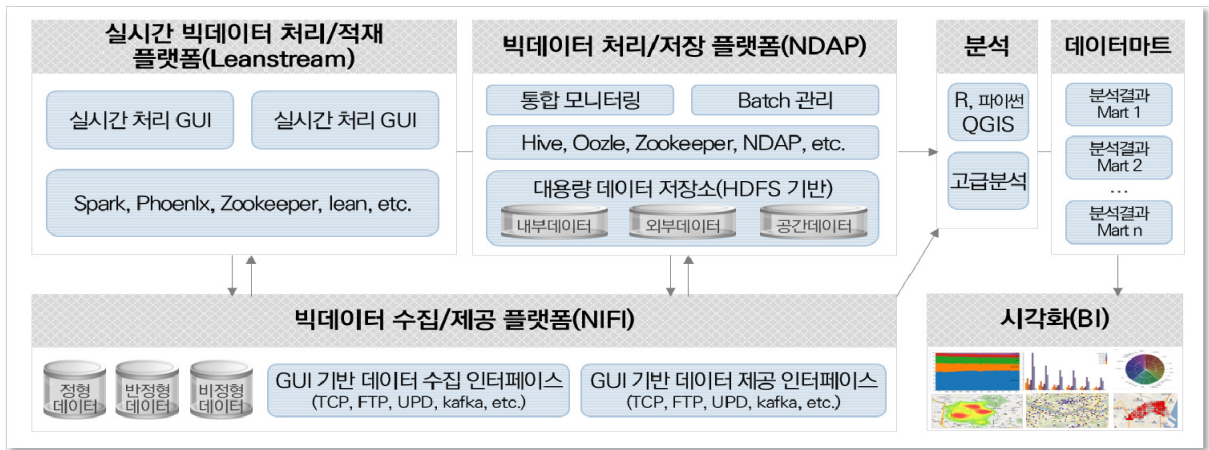 실시간 빅데이터 처리/적재
플랫폼(Leanstream)
실시간 처리 GUI
실시간 처리 GUI
Spark, Phoenlx, Zookeeper, lean, etc.
빅데이터 처리/저장 플랫폼(NDAP)
통합 모니터링
Batch 관리
Hive, Oozle, Zookeeper, NDAP, etc.
대용량 데이터 저장소(HDFS 기반)
내부데이터
외부데이터
공간데이터
분석
R, 파이썬
QGIS
고급분석
데이터마트
분석결과
Mart 1
분석결과
Mart 2
...
분석결과
Mart n
빅데이터 수집/제공 플랫폼(NIFI)
정형
데이터
반정형
데이터
비정형
데이터
GUI 기반 데이터 수집 인터페이스
(TCP, FTP, UPD, kafka, etc.)
GUI 기반 데이터 제공 인터페이스
(TCP, FTP, UPD, kafka, etc.)
시각화(BI)